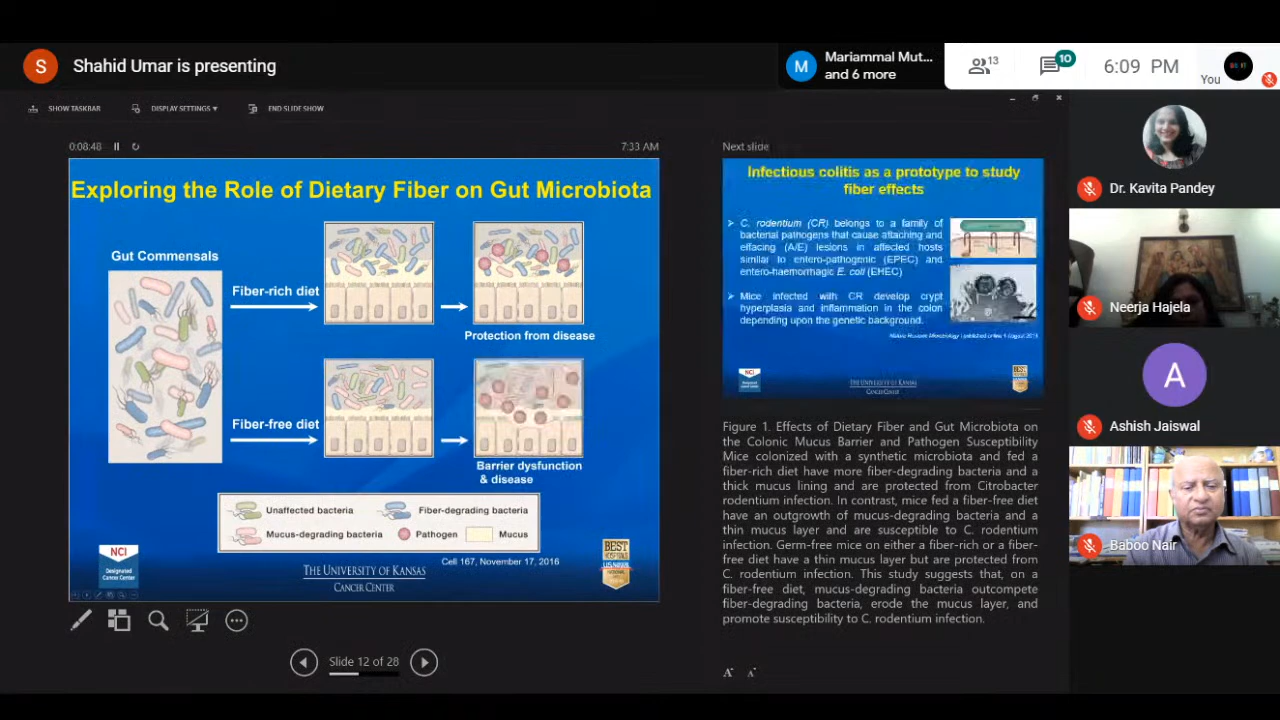 S
Shahid Umar is presenting
M
Mariammal Mut...
and 6 more
13
10
6:09 PM
You
SHOW TASKBAR
DISPLAY SETTINGS
END SLIDE SHOW
0:08:48
7:33 AM
Exploring the Role of Dietary Fiber on Gut Microbiota
Gut Commensals
Fiber-rich diet
Protection from disease
Fiber-free diet
Barrier dysfunction
& disease
Unaffected bacteria
Fiber-degrading bacteria
Mucus-degrading bacteria
Pathogen
Mucus
Cell 167, November 17, 2016
NCI
Designated
Cancer Center
THE UNIVERSITY OF KANSAS
CANCER CENTER
BEST
HOSPITALS
U.S. News
Slide 12 of 28
Next slide
Infectious colitis as a prototype to study
fiber effects
➢ C. rodentium (CR) belongs to a family of
bacterial pathogens that cause attaching and
effacing (A/E) lesions in affected hosts
similar to entero-pathogenic (EPEC) and
entero-haemorrhagic E. coli (EHEC)
➢ Mice infected with CR develop crypt
hyperplasia and inflammation in the colon
depending upon the genetic background.
NCI
THE UNIVERSITY OF KANSAS
CANCER CENTER
BEST
Figure 1. Effects of Dietary Fiber and Gut Microbiota on
the Colonic Mucus Barrier and Pathogen Susceptibility
Mice colonized with a synthetic microbiota and fed a
fiber-rich diet have more fiber-degrading bacteria and a
thick mucus lining and are protected from Citrobacter
rodentium infection. In contrast, mice fed a fiber-free diet
have an outgrowth of mucus-degrading bacteria and a
thin mucus layer and are susceptible to C. rodentium
infection. Germ-free mice on either a fiber-rich or a fiber-
free diet have a thin mucus layer but are protected from
C. rodentium infection. This study suggests that, on a
fiber-free diet, mucus-degrading bacteria outcompete
fiber-degrading bacteria, erode the mucus layer, and
promote susceptibility to C. rodentium infection.
A A
Dr. Kavita Pandey
Neerja Hajela
A
Ashish Jaiswal
Baboo Nair